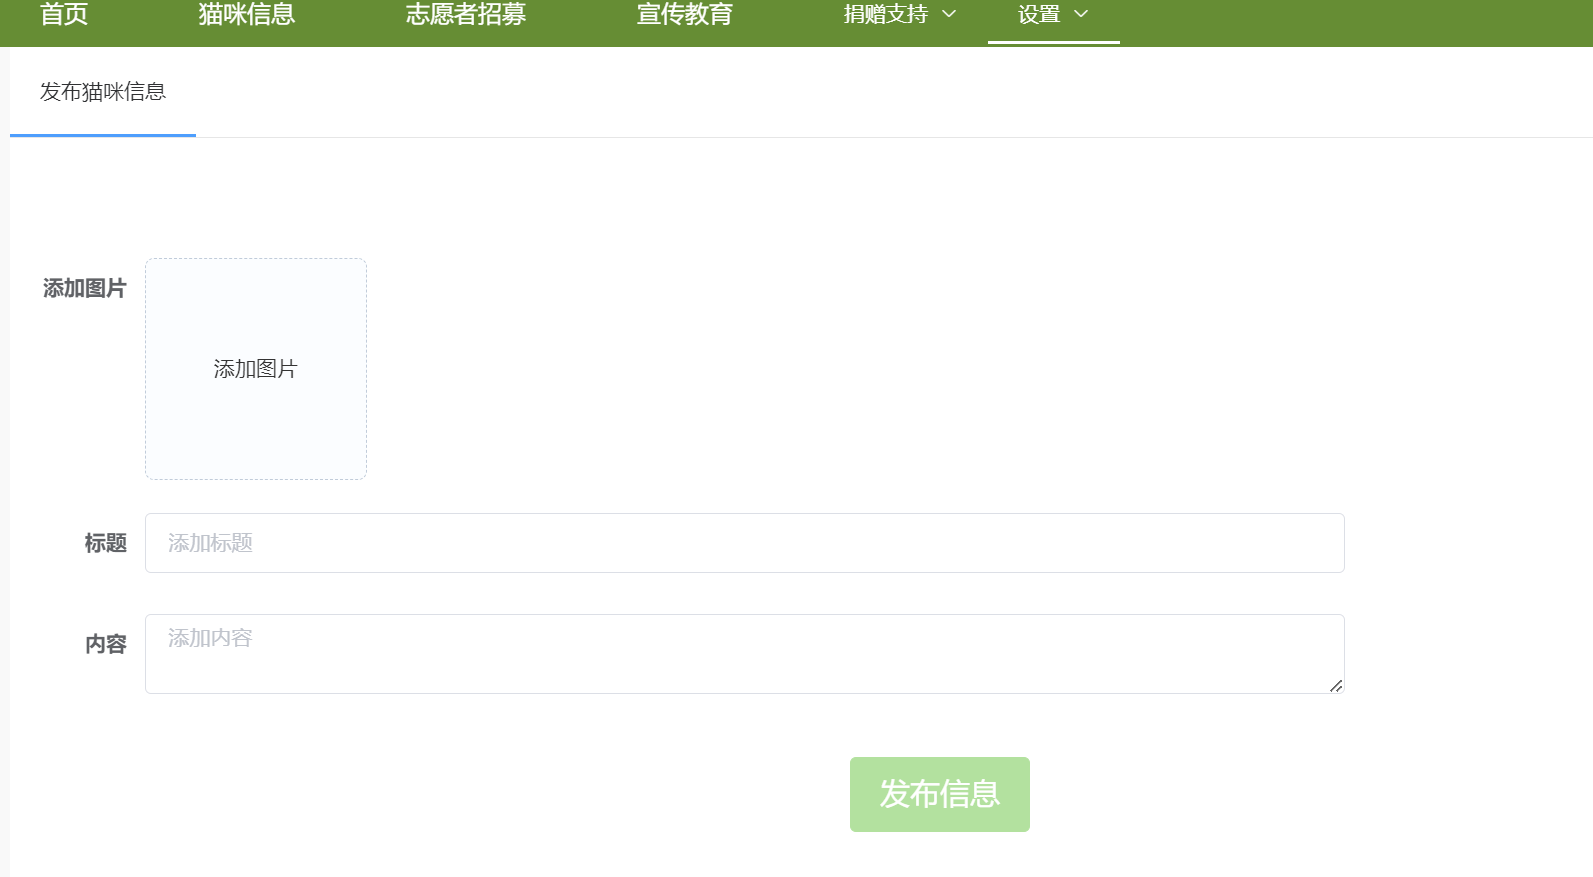 首页 猫咪信息 志愿者招募 宣传教育 捐赠支持 设置
发布猫咪信息
添加图片
添加图片
标题 添加标题
内容 添加内容
发布信息